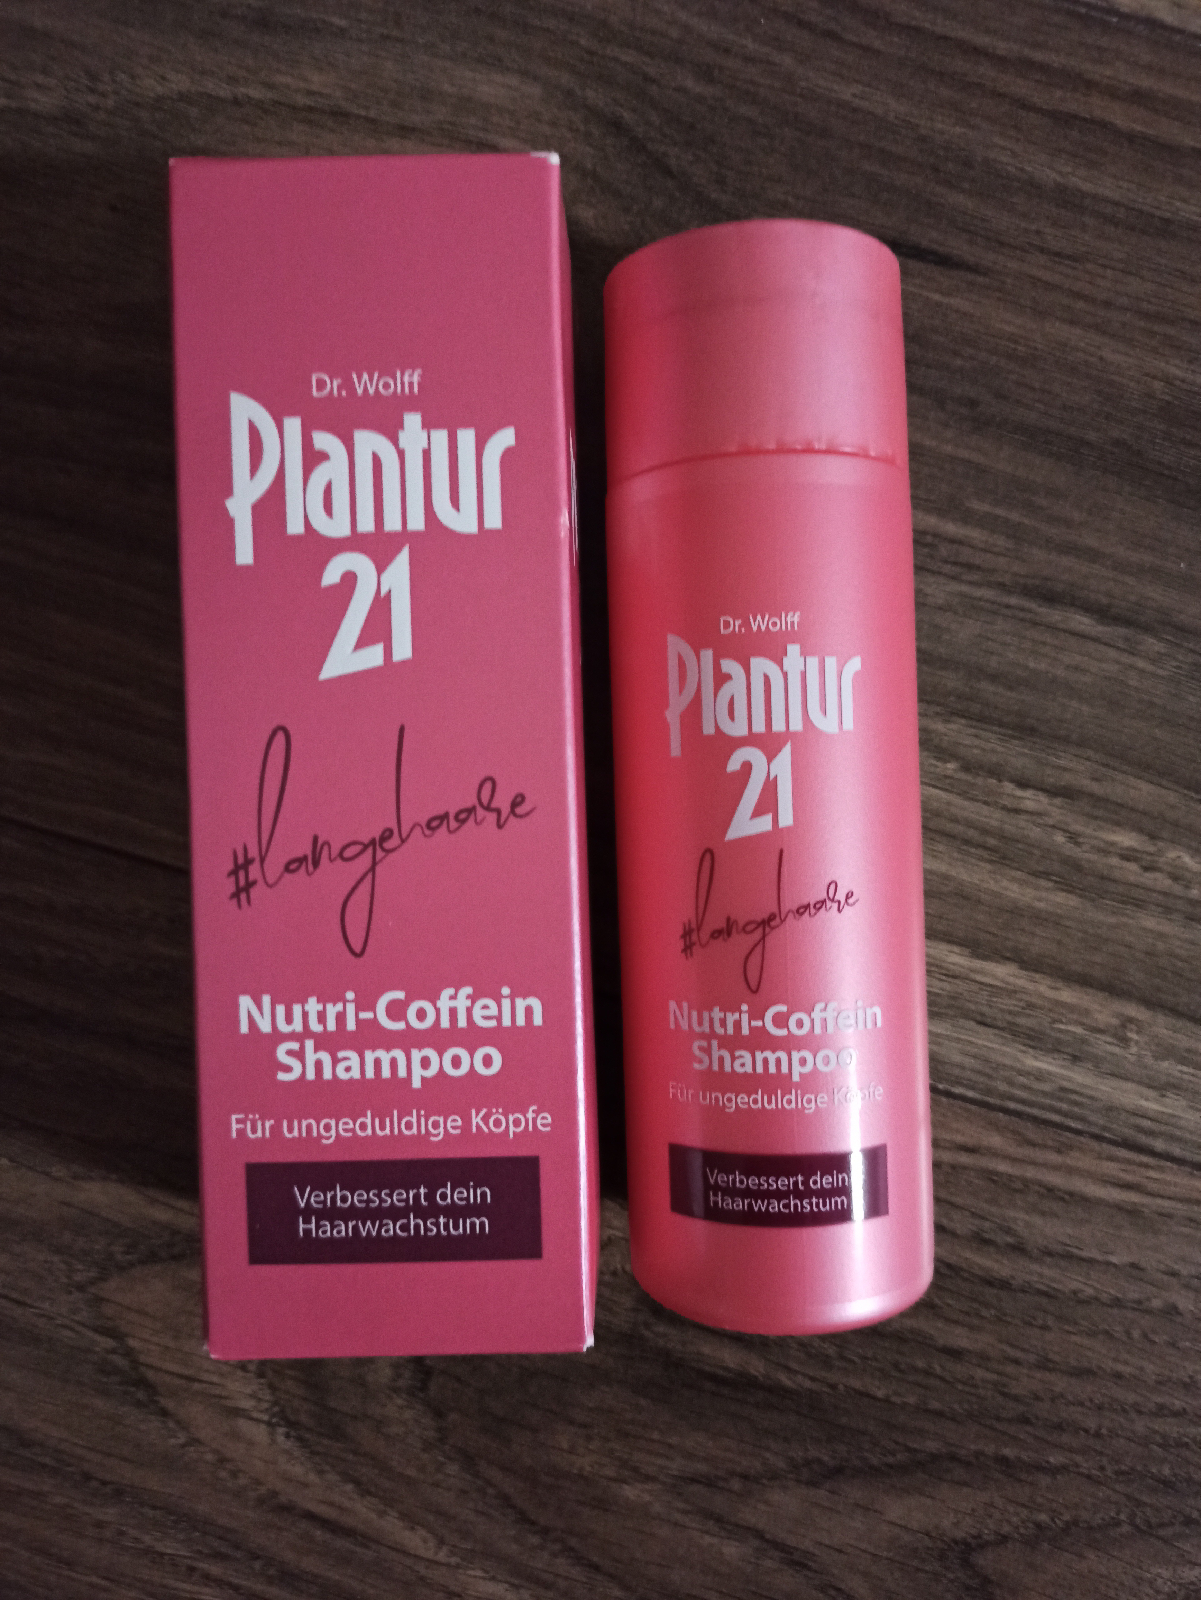 Dr. Wolff
Plantur
21
#langehaare
Nutri-Coffein
Shampoo
Für ungeduldige Köpfe
Verbessert dein
Haarwachstum
Dr. Wolff
Plantur
21
#langehaare
Nutri-Coffein
Shampoo
Für ungeduldige Köpfe
Verbessert dein
Haarwachstum